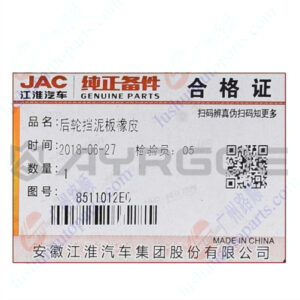 JAC 纯正备件 合格证
江淮汽车 GENUINE PARTS
扫码辨真伪扫码知更多
品名:后轮挡泥板橡皮
时间:2018-06-27 检验员:05
数量:1
图号:8511012E0
安徽江淮汽车集团股份有限公司
MADE IN CHINA